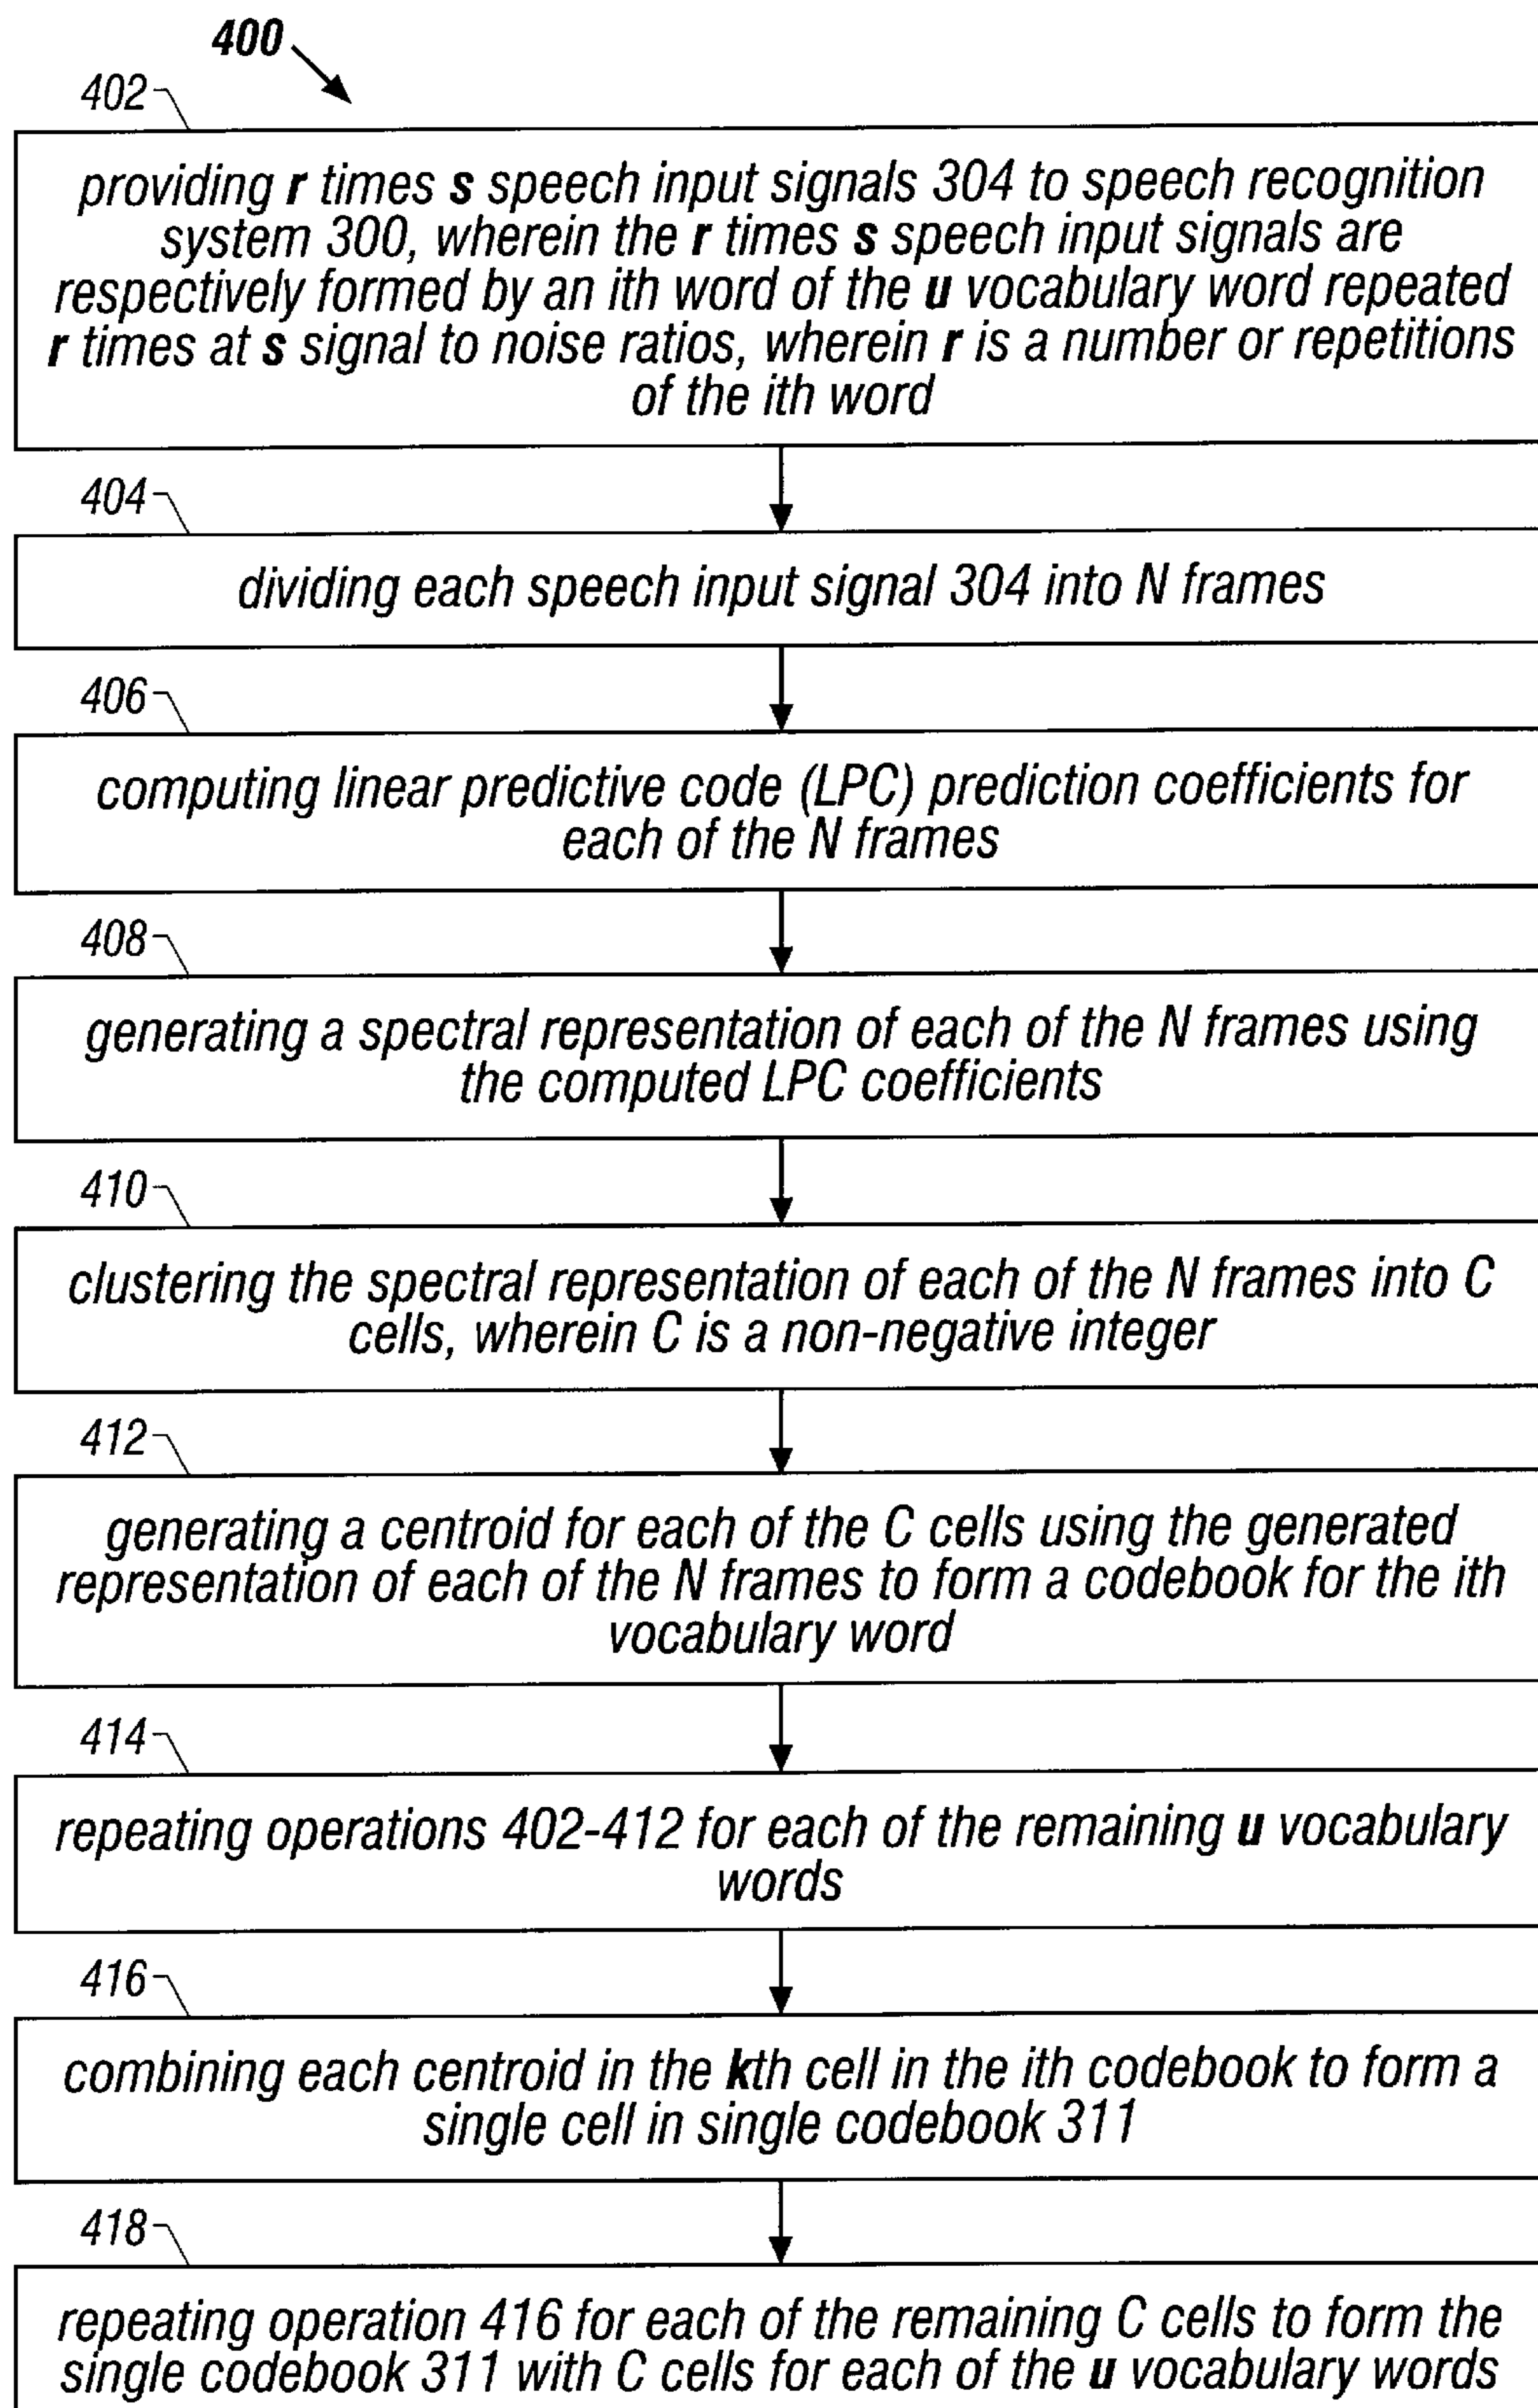 400
402
providing r times s speech input signals 304 to speech recognition
system 300, wherein the r times s speech input signals are
respectively formed by an ith word of the u vocabulary word repeated
r times at s signal to noise ratios, wherein r is a number or repetitions
of the ith word
404
dividing each speech input signal 304 into N frames
406
computing linear predictive code (LPC) prediction coefficients for
each of the N frames
408
generating a spectral representation of each of the N frames using
the computed LPC coefficients
410
clustering the spectral representation of each of the N frames into C
cells, wherein C is a non-negative integer
412
generating a centroid for each of the C cells using the generated
representation of each of the N frames to form a codebook for the ith
vocabulary word
414
repeating operations 402-412 for each of the remaining u vocabulary
words
416
combining each centroid in the kth cell in the ith codebook to form a
single cell in single codebook 311
418
repeating operation 416 for each of the remaining C cells to form the
single codebook 311 with C cells for each of the u vocabulary words